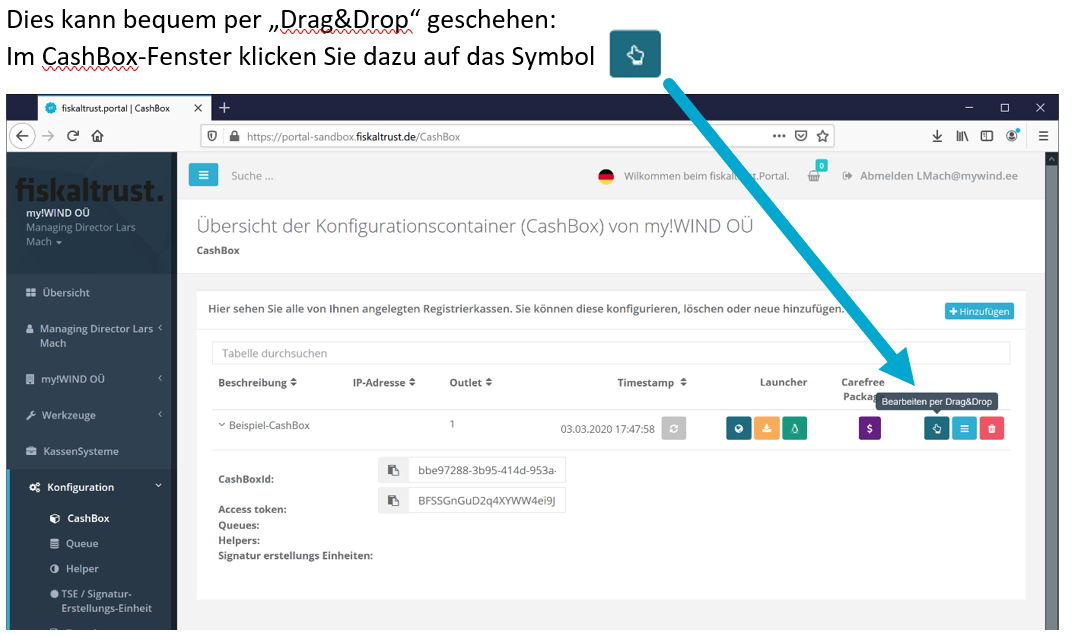 Dies kann bequem per „Drag&Drop“ geschehen:
Im CashBox-Fenster klicken Sie dazu auf das Symbol
fiskaltrust.portal | CashBox
https://portal-sandbox.fiskaltrust.de/CashBox
fiskaltrust.
my!WIND OÜ
Managing Director Lars
Mach
Suche ...
Wilkommen beim fiskaltrust.Portal.
0
Abmelden LMach@mywind.ee
Übersicht der Konfigurationscontainer (CashBox) von my!WIND OÜ
CashBox
Übersicht
Managing Director Lars
Mach
my!WIND OÜ
Werkzeuge
KassenSysteme
Konfiguration
CashBox
Queue
Helper
TSE / Signatur-
Erstellungs-Einheit
Hier sehen Sie alle von Ihnen angelegten Registrierkassen. Sie können diese konfigurieren, löschen oder neue hinzufügen.
Hinzufügen
Tabelle durchsuchen
Beschreibung IP-Adresse Outlet Timestamp Launcher Carefree
Packag
Bearbeiten per Drag&Drop
Beispiel-CashBox 1 03.03.2020 17:47:58 $
CashBoxId: bbe97288-3b95-414d-953a-
Access token: BFSSGnGuD2q4XYWW4ei9J
Queues:
Helpers:
Signatur erstellungs Einheiten: